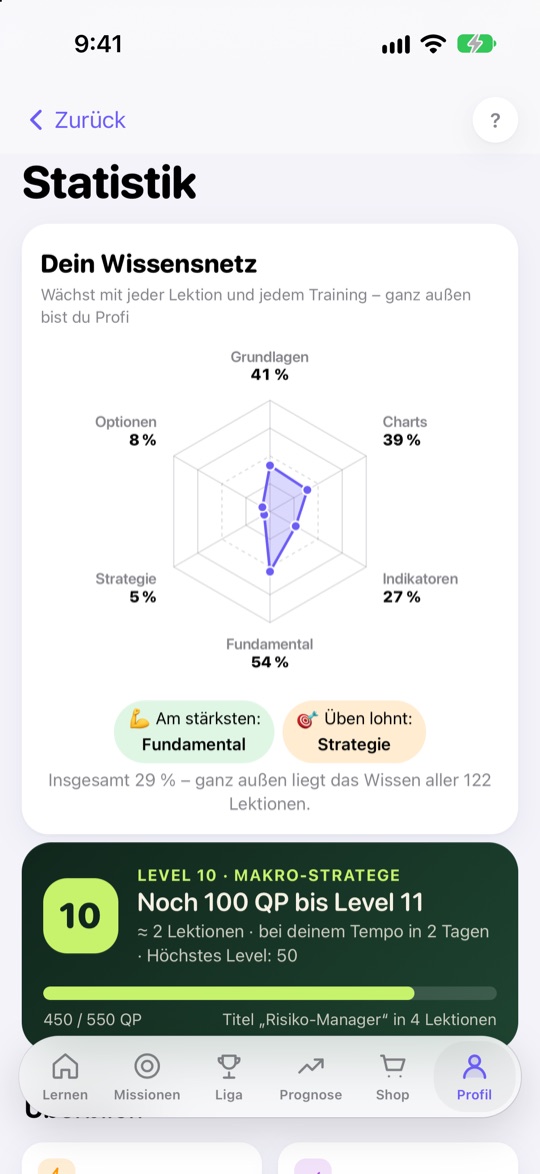 9:41
Zurück
?
Statistik
Dein Wissensnetz
Wächst mit jeder Lektion und jedem Training – ganz außen
bist du Profi
Grundlagen
41 %
Optionen
8 %
Charts
39 %
Strategie
5 %
Indikatoren
27 %
Fundamental
54 %
💪 Am stärksten:
Fundamental
🎯 Üben lohnt:
Strategie
Insgesamt 29 % – ganz außen liegt das Wissen aller 122
Lektionen.
10
LEVEL 10 · MAKRO-STRATEGE
Noch 100 QP bis Level 11
≈ 2 Lektionen · bei deinem Tempo in 2 Tagen
· Höchstes Level: 50
450 / 550 QP
Titel „Risiko-Manager“ in 4 Lektionen
Lernen
Missionen
Liga
Prognose
Shop
Profil